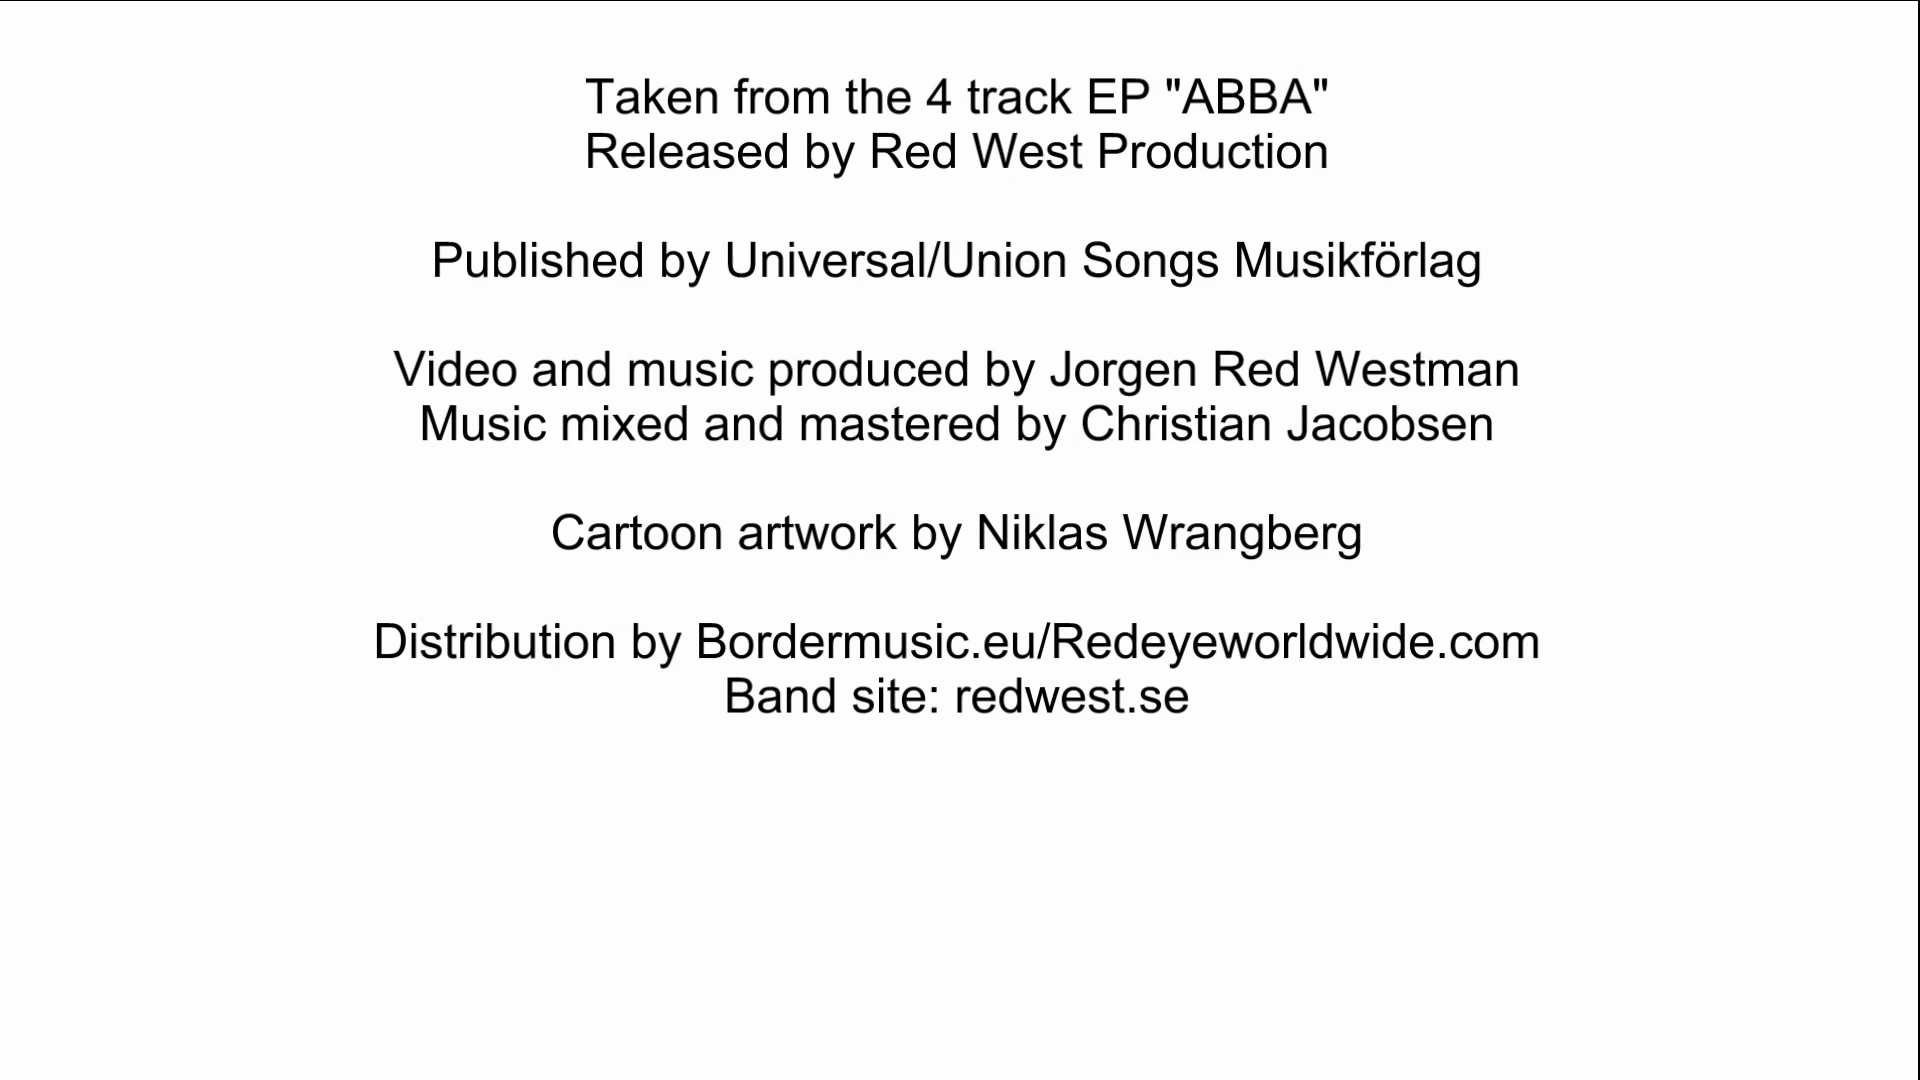 Taken from the 4 track EP "ABBA"
Released by Red West Production
Published by Universal/Union Songs Musikförlag
Video and music produced by Jorgen Red Westman
Music mixed and mastered by Christian Jacobsen
Cartoon artwork by Niklas Wrangberg
Distribution by Bordermusic.eu/Redeyeworldwide.com
Band site: redwest.se